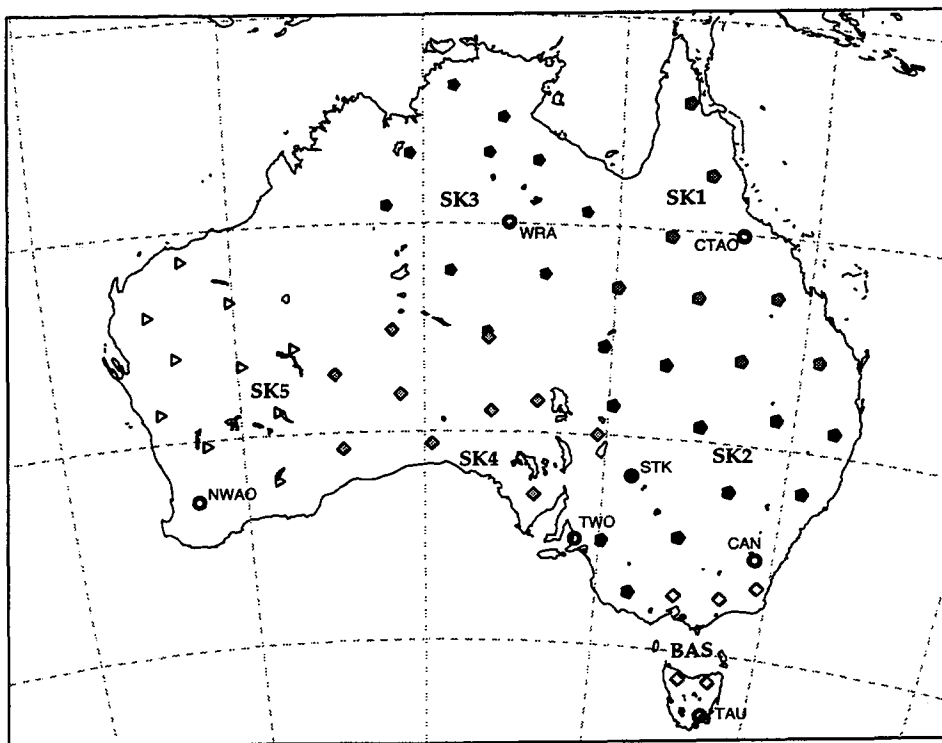 SK3
SK1
WRA
CTAO
SK5
SK4
SK2
STK
NWAO
TWO
CAN
BAS
TAU